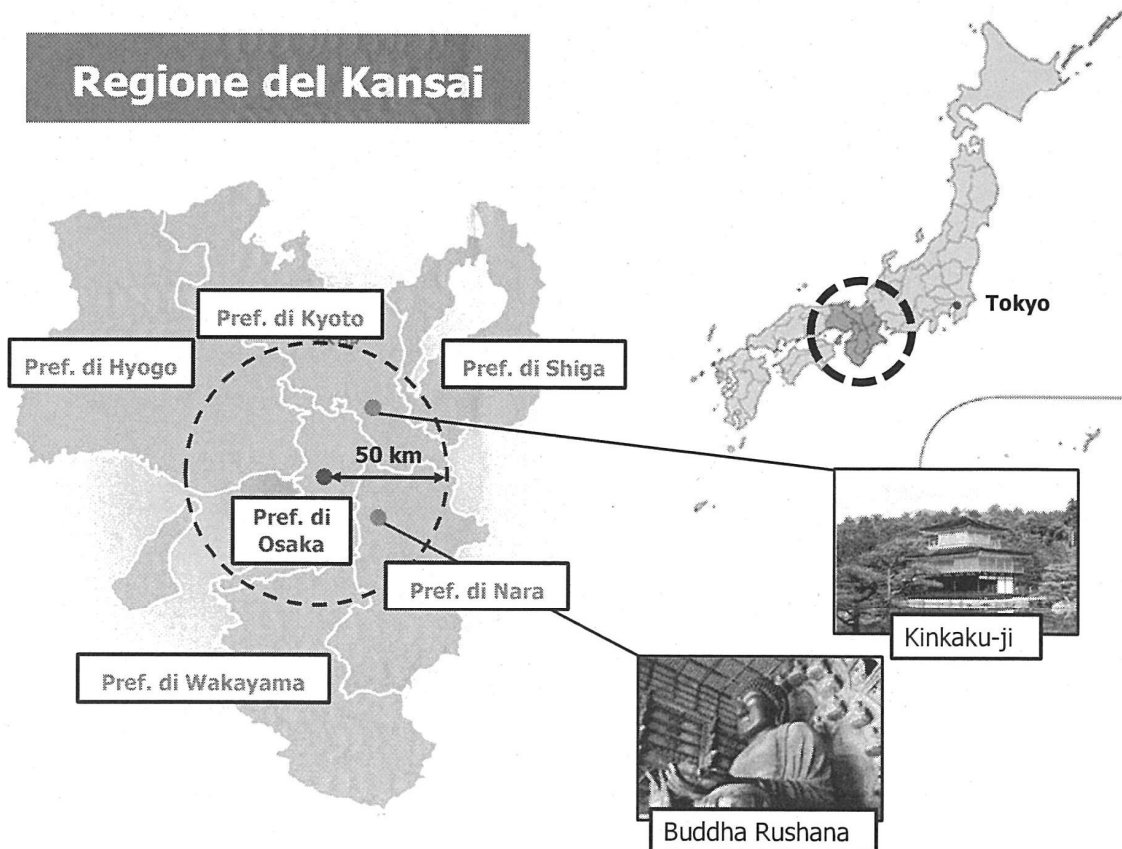 Regione del Kansai
Tokyo
Pref. di Kyoto
Pref. di Hyogo
Pref. di Shiga
50 km
Pref. di
Osaka
Pref. di Nara
Pref. di Wakayama
Kinkaku-ji
Buddha Rushana